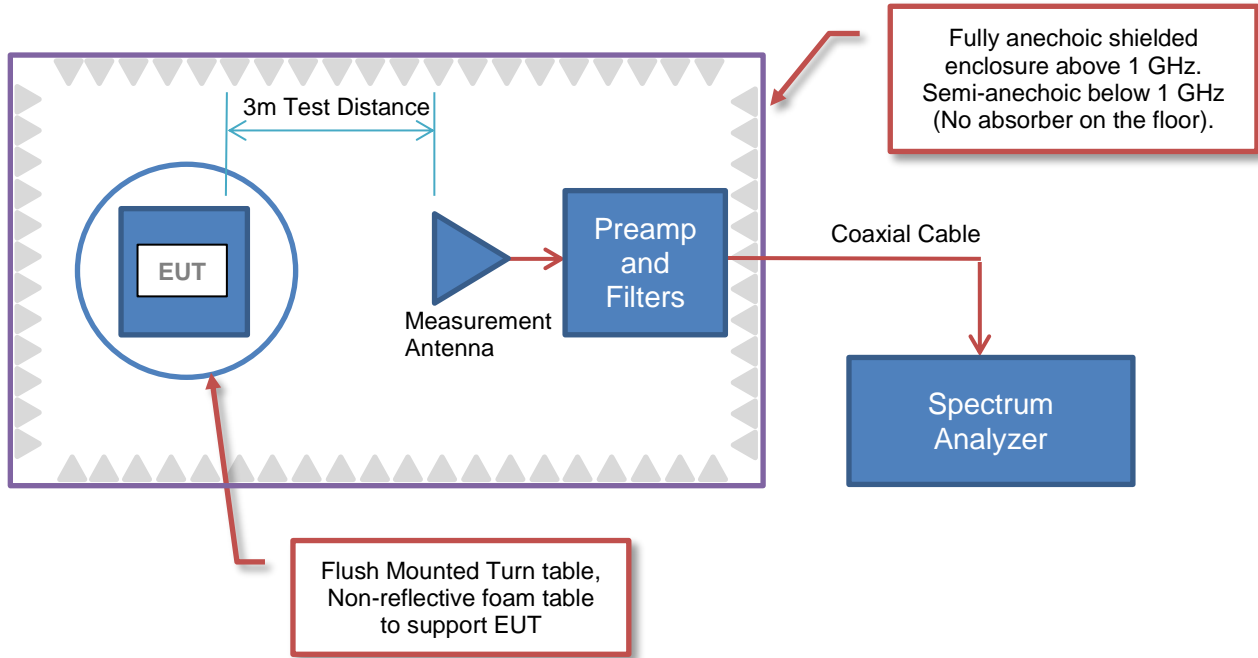 Fully anechoic shielded
enclosure above 1 GHz.
Semi-anechoic below 1 GHz
(No absorber on the floor).
3m Test Distance
EUT
Preamp
and
Filters
Coaxial Cable
Measurement
Antenna
Spectrum
Analyzer
Flush Mounted Turn table,
Non-reflective foam table
to support EUT